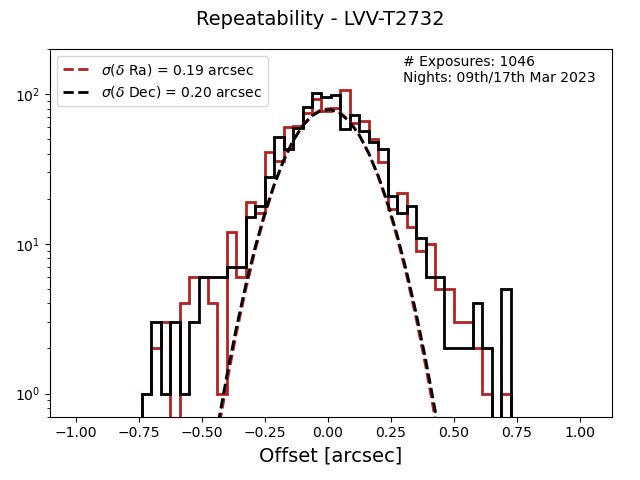 Repeatability - LVV-T2732
σ(δ Ra) = 0.19 arcsec
σ(δ Dec) = 0.20 arcsec
# Exposures: 1046
Nights: 09th/17th Mar 2023
10²
10¹
10⁰
−1.00 −0.75 −0.50 −0.25 0.00 0.25 0.50 0.75 1.00
Offset [arcsec]